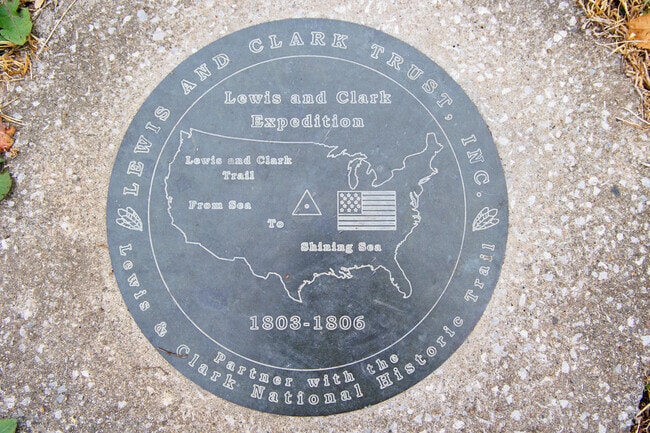 LEWIS AND CLARK TRUST, INC.
Lewis and Clark
Expedition
Lewis and Clark
Trail
From Sea
To
Shining Sea
1803-1806
Partner with the
Lewis & Clark National Historic Trail